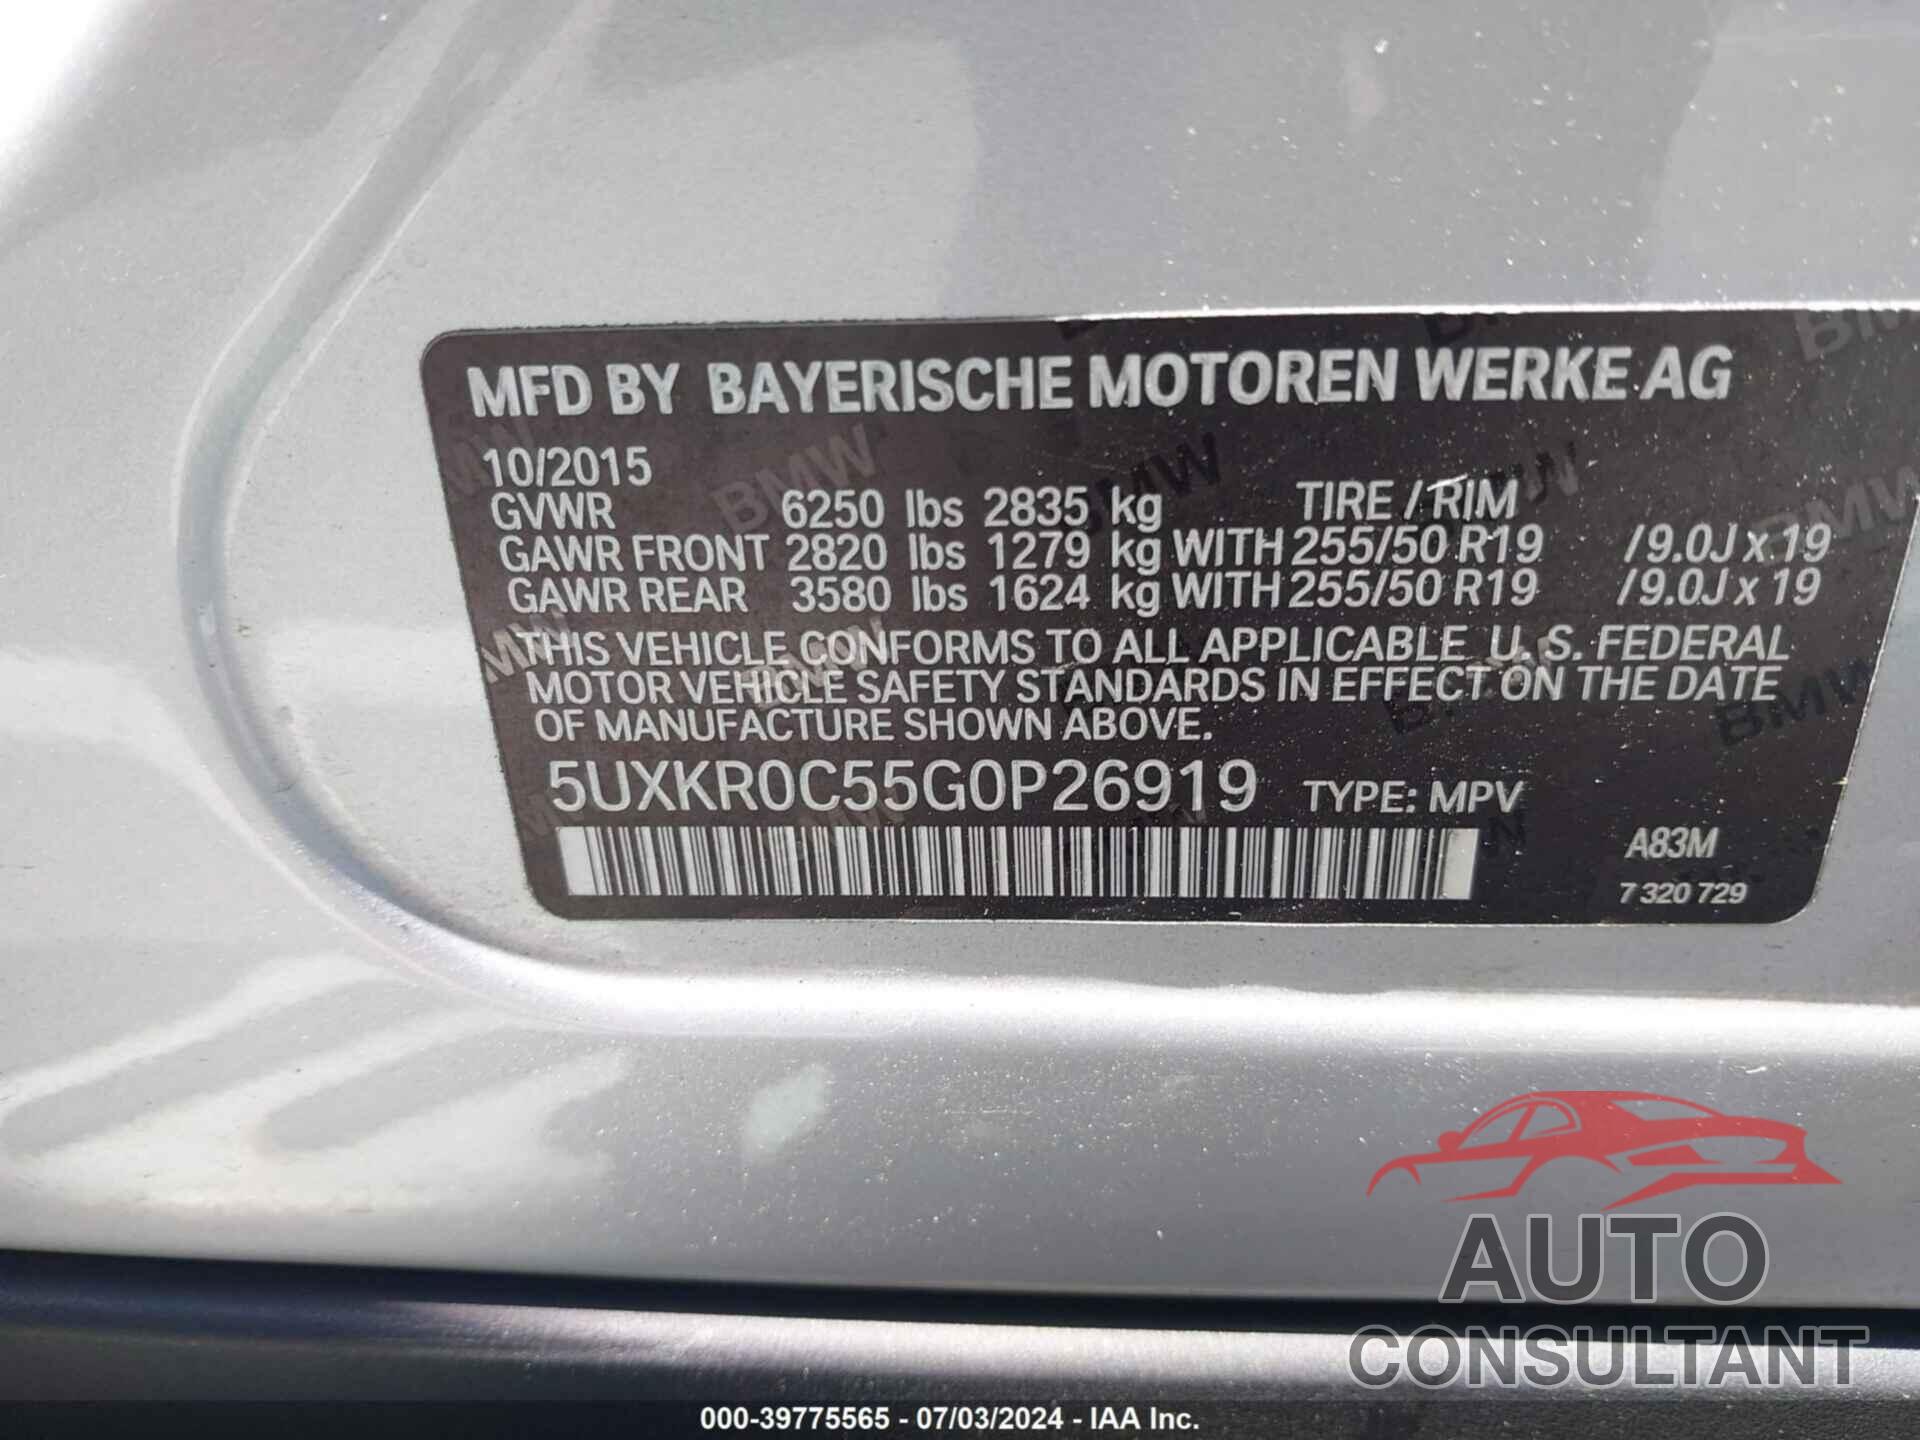 MFD BY BAYERISCHE MOTOREN WERKE AG
10/2015
GVWR 6250 lbs 2835 kg TIRE / RIM
GAWR FRONT 2820 lbs 1279 kg WITH 255/50 R19 /9.0J x 19
GAWR REAR 3580 lbs 1624 kg WITH 255/50 R19 /9.0J x 19
THIS VEHICLE CONFORMS TO ALL APPLICABLE U. S. FEDERAL
MOTOR VEHICLE SAFETY STANDARDS IN EFFECT ON THE DATE
OF MANUFACTURE SHOWN ABOVE.
5UXKR0C55G0P26919 TYPE: MPV
A83M
7 320 729
AUTO
CONSULTANT
000-39775565 - 07/03/2024 - IAA Inc.